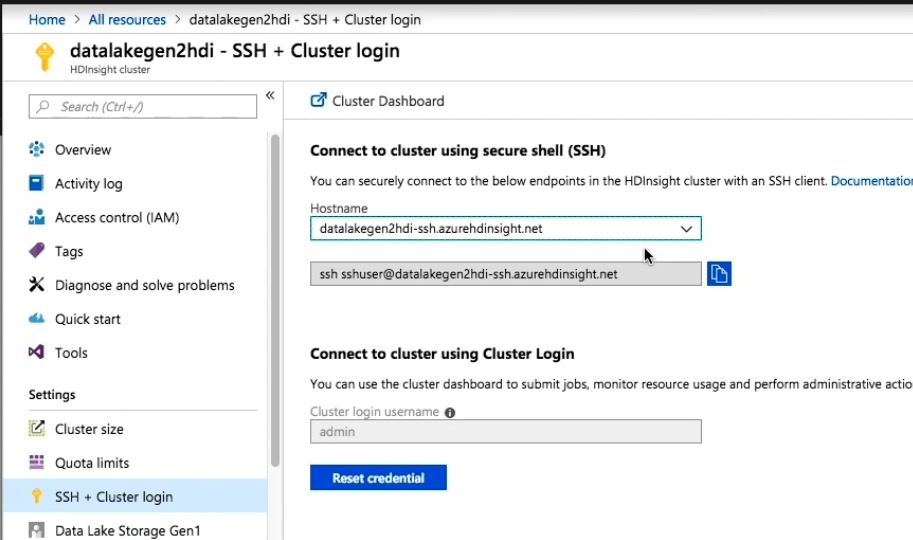 Home > All resources > datalakegen2hdi - SSH + Cluster login
datalakegen2hdi - SSH + Cluster login
HDInsight cluster
Search (Ctrl+/)
«
Overview
Activity log
Access control (IAM)
Tags
Diagnose and solve problems
Quick start
Tools
Settings
Cluster size
Quota limits
SSH + Cluster login
Data Lake Storage Gen1
Cluster Dashboard
Connect to cluster using secure shell (SSH)
You can securely connect to the below endpoints in the HDInsight cluster with an SSH client. Documentation
Hostname
datalakegen2hdi-ssh.azurehdinsight.net
ssh sshuser@datalakegen2hdi-ssh.azurehdinsight.net
Connect to cluster using Cluster Login
You can use the cluster dashboard to submit jobs, monitor resource usage and perform administrative actio
Cluster login username
admin
Reset credential